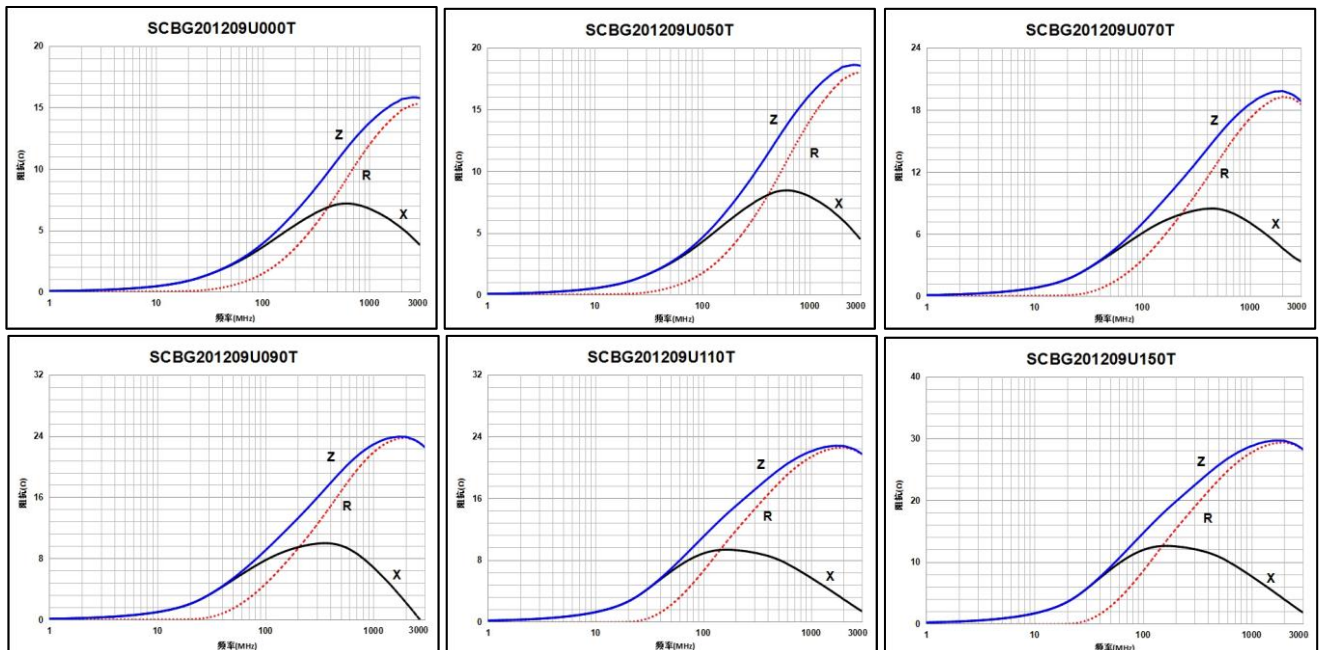 SCBG201209U000T
20
15
10
5
0
阻抗(Ω)
Z
R
X
1 10 100 1000 3000
频率(MHz)
SCBG201209U050T
20
15
10
5
0
阻抗(Ω)
Z
R
X
1 10 100 1000 3000
频率(MHz)
SCBG201209U070T
24
18
12
6
0
阻抗(Ω)
Z
R
X
1 10 100 1000 3000
频率(MHz)
SCBG201209U090T
32
24
16
8
0
阻抗(Ω)
Z
R
X
1 10 100 1000 3000
频率(MHz)
SCBG201209U110T
32
24
16
8
0
阻抗(Ω)
Z
R
X
1 10 100 1000 3000
频率(MHz)
SCBG201209U150T
40
30
20
10
0
阻抗(Ω)
Z
R
X
1 10 100 1000 3000
频率(MHz)